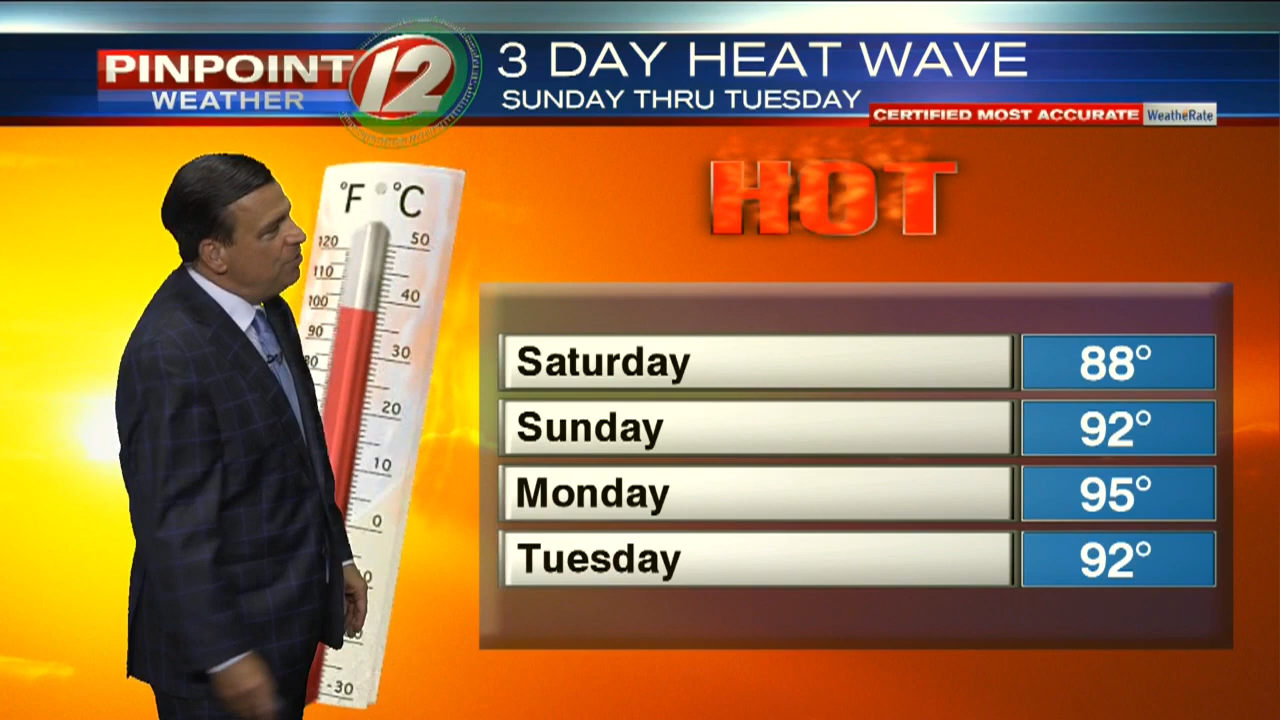 PINPOINT 12
WEATHER
3 DAY HEAT WAVE
SUNDAY THRU TUESDAY
CERTIFIED MOST ACCURATE WeatheRate
HOT
°F °C
120 50
110
100 40
90
30
20
10
0
-30
Saturday 88°
Sunday 92°
Monday 95°
Tuesday 92°